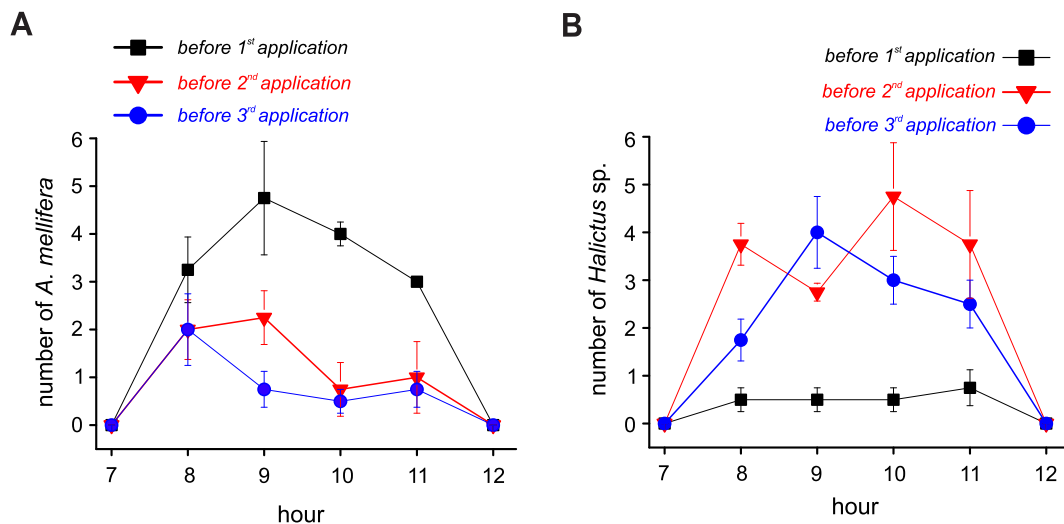 A
before 1st application
before 2nd application
before 3rd application
6
5
4
3
2
1
0
number of A. mellifera
7 8 9 10 11 12
hour
B
before 1st application
before 2nd application
before 3rd application
6
5
4
3
2
1
0
number of Halictus sp.
7 8 9 10 11 12
hour